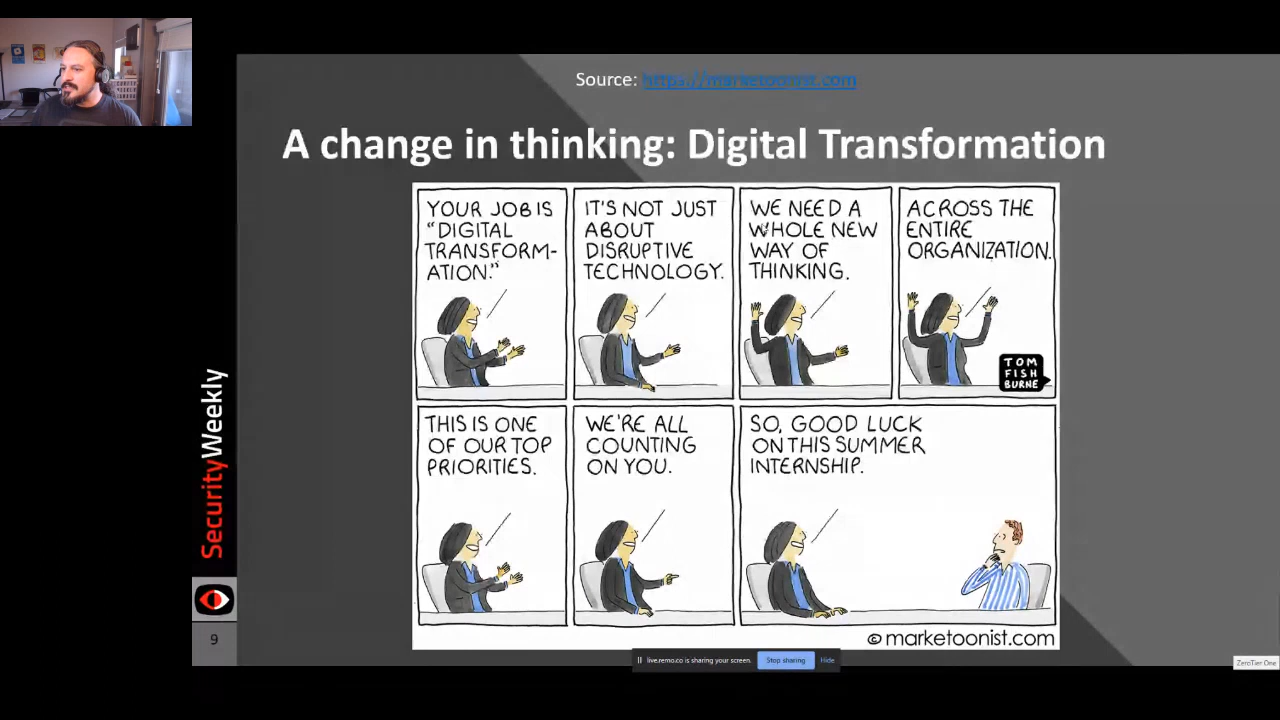 Source: https://marketoonist.com
A change in thinking: Digital Transformation
YOUR JOB IS
"DIGITAL
TRANSFORM-
ATION."
IT'S NOT JUST
ABOUT
DISRUPTIVE
TECHNOLOGY.
WE NEED A
WHOLE NEW
WAY OF
THINKING.
ACROSS THE
ENTIRE
ORGANIZATION.
TOM
FISH
BURNE
THIS IS ONE
OF OUR TOP
PRIORITIES.
WE'RE ALL
COUNTING
ON YOU.
SO, GOOD LUCK
ON THIS SUMMER
INTERNSHIP.
© marketoonist.com
SecurityWeekly
9
live.remo.co is sharing your screen.
Stop sharing
Hide
ZeroTier One